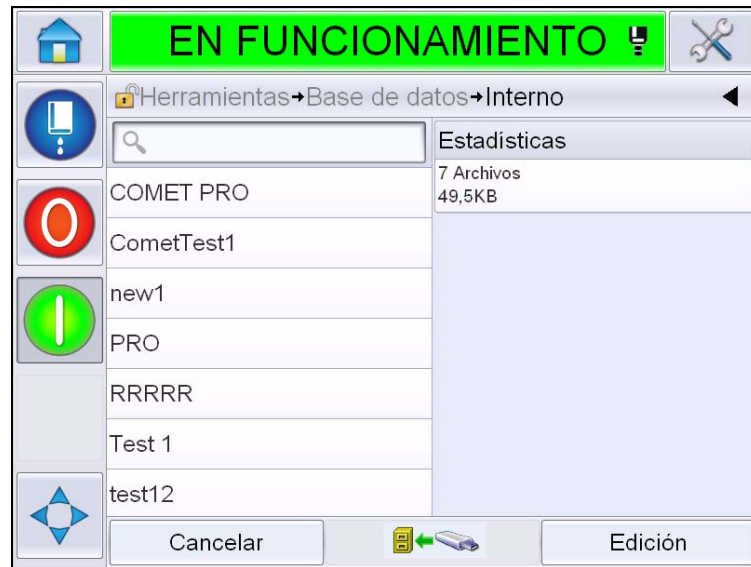 EN FUNCIONAMIENTO
Herramientas→Base de datos→Interno
Estadísticas
7 Archivos
49,5KB
COMET PRO
CometTest1
new1
PRO
RRRRR
Test 1
test12
Cancelar
Edición